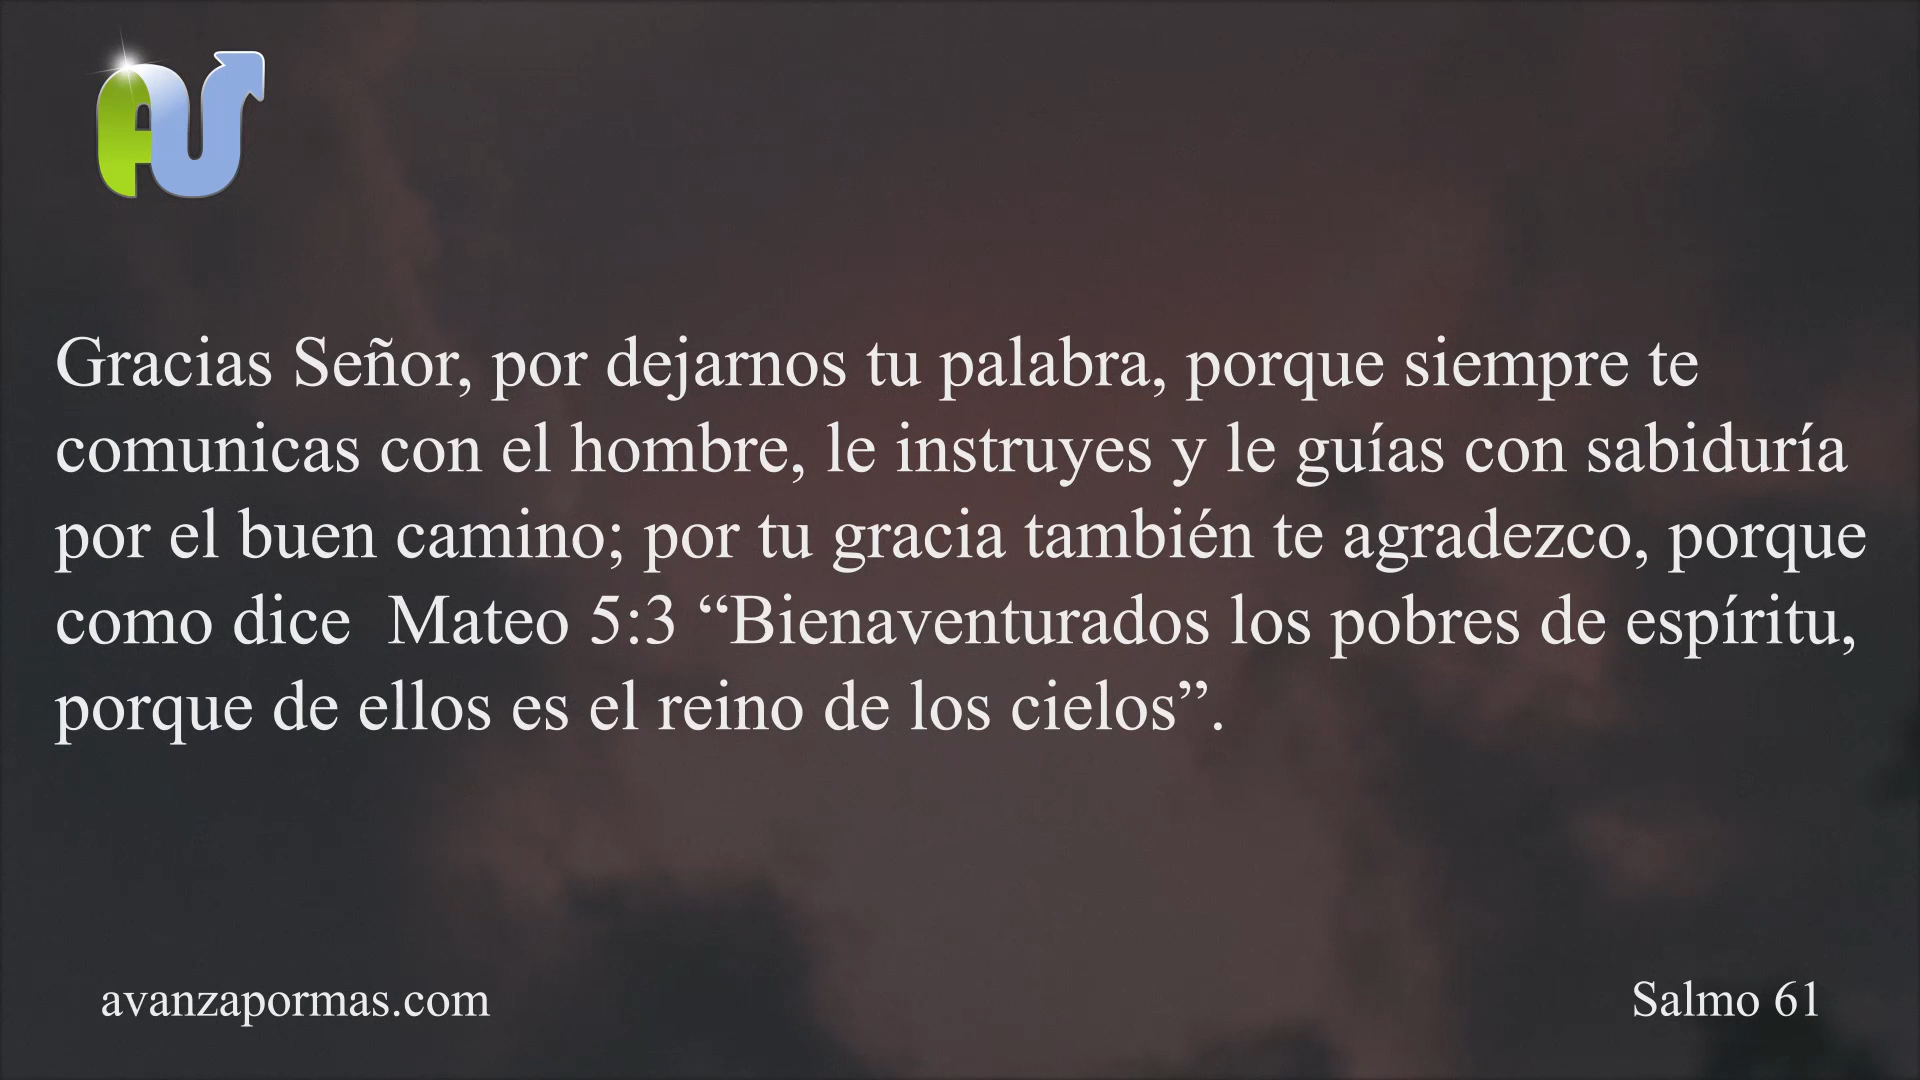 Gracias Señor, por dejarnos tu palabra, porque siempre te
comunicas con el hombre, le instruyes y le guías con sabiduría
por el buen camino; por tu gracia también te agradezco, porque
como dice  Mateo 5:3 “Bienaventurados los pobres de espíritu,
porque de ellos es el reino de los cielos”.
avanzapormas.com
Salmo 61